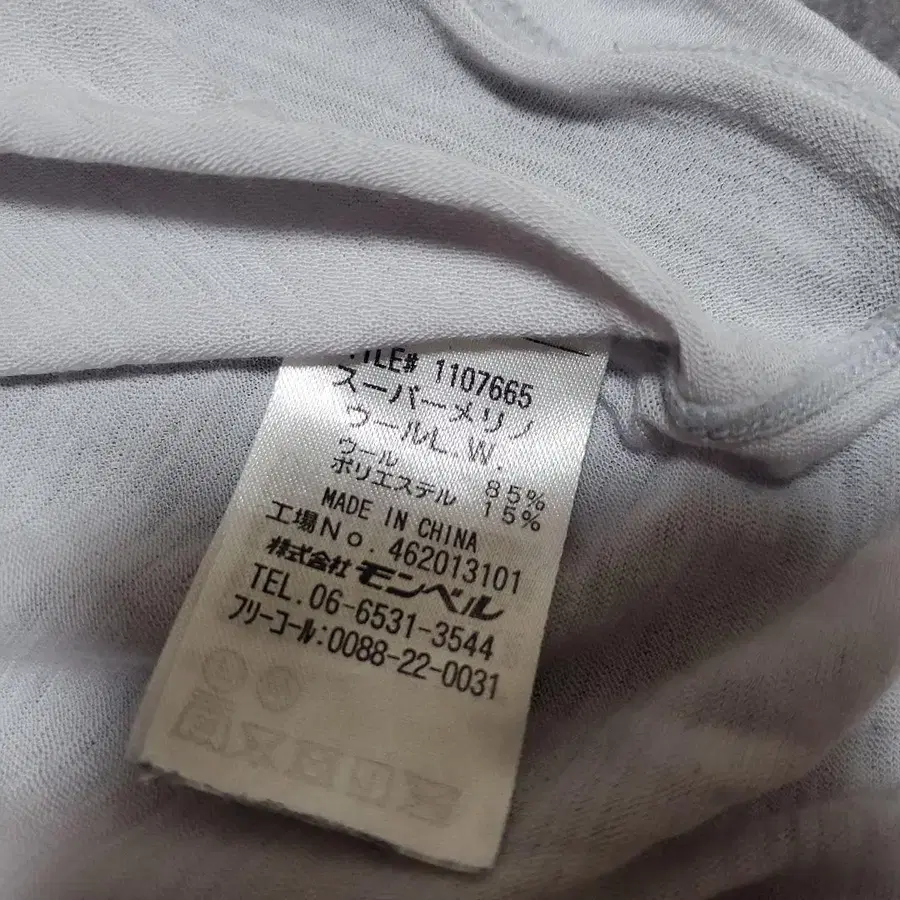 TLE# 1107665
スーパーメリノ
ウールL.W.
ウール 85%
ポリエステル 15%
MADE IN CHINA
工場No.462013101
株式会社 モンベル
TEL.06-6531-3544
フリーコール:0088-22-0031